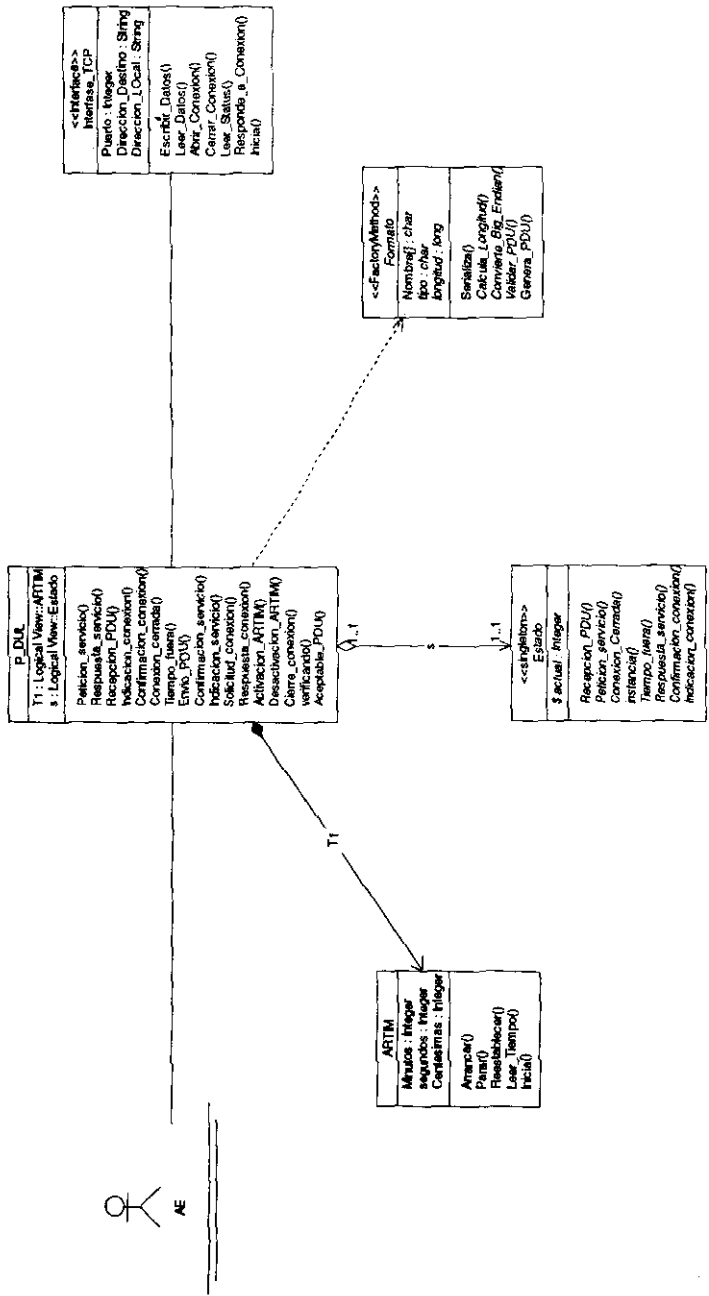 AE
P_DUL
T1 : Logical View::ARTIM
s : Logical View::Estado
Peticion_servicio()
Respuesta_servicio()
Recepcion_PDU()
Indicacion_conexion()
Confirmacion_conexion()
Conexion_cerrada()
Tiempo_fuera()
Envio_PDU()
Confirmacion_servicio()
Indicacion_servicio()
Solicitud_conexion()
Respuesta_conexion()
Activacion_ARTIM()
Desactivacion_ARTIM()
Cierre_conexion()
verificando()
Aceptable_PDU()
<<Interface>>
Interfase_TCP
Puerto : Integer
Direccion_Destino : String
Direccion_LOcal : String
Escribir_Datos()
Leer_Datos()
Abrir_Conexion()
Cerrar_Conexion()
Leer_Status()
Responde_a_Conexion()
Inicia()
T1
1..1
s
1..1
ARTIM
Minutos : Integer
segundos : Integer
Centesimas : Integer
Arrancar()
Parar()
Reestablecer()
Leer_Tiempo()
Inicia()
<<singleton>>
Estado
$ actual : Integer
Recepcion_PDU()
Peticion_servicio()
Conexion_Cerrada()
instancia()
Tiempo_fuera()
Respuesta_servicio()
Confirmacion_conexion()
Indicacion_conexion()
<<FactoryMethod>>
Formato
Nombre[] : char
tipo : char
longitud : long
Serializa()
Calcula_Longitud()
Convierte_Big_Endian()
Validar_PDU()
Genera_PDU()